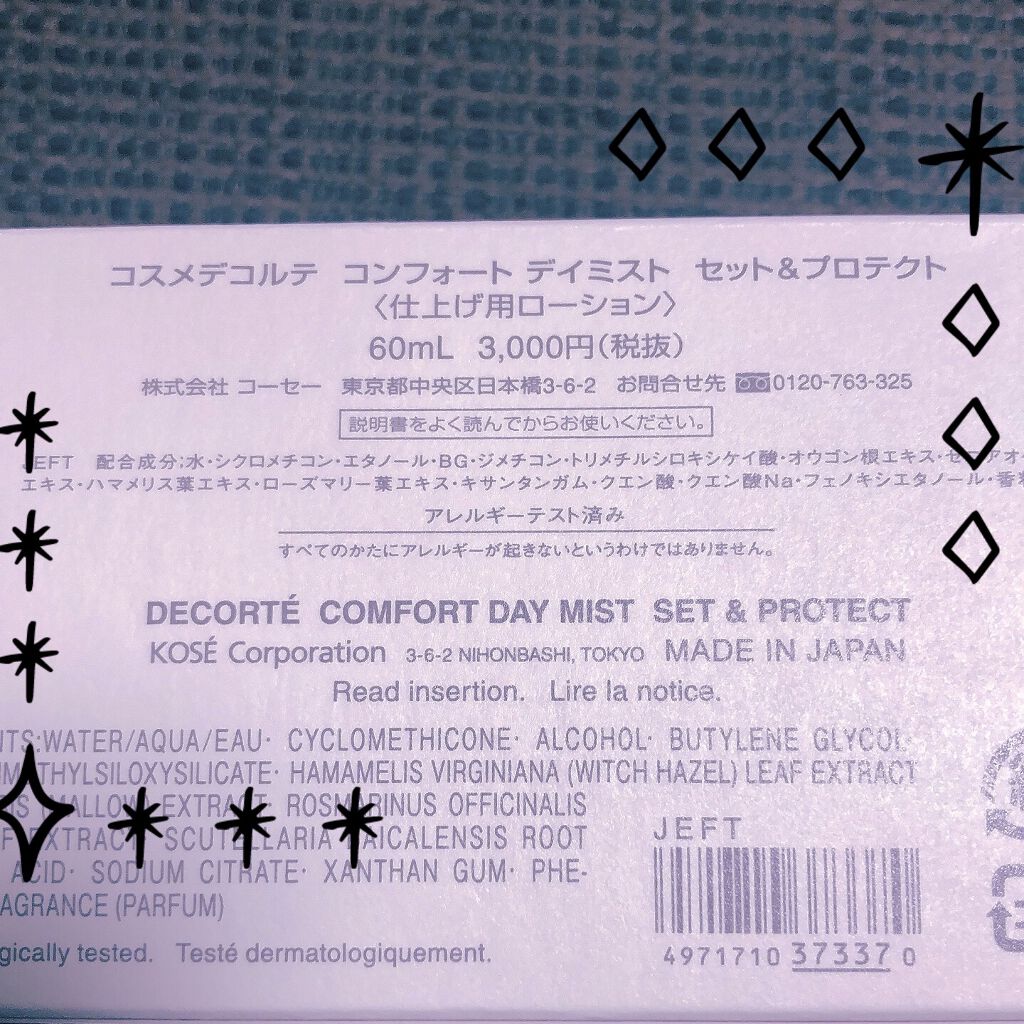 コスメデコルテ コンフォート デイミスト セット&プロテクト
〈仕上げ用ローション〉
60mL 3,000円(税抜)
株式会社 コーセー 東京都中央区日本橋3-6-2 お問合せ先 0120-763-325
説明書をよく読んでからお使いください。
JEFT 配合成分:水・シクロメチコン・エタノール・BG・ジメチコン・トリメチルシロキシケイ酸・オウゴン根エキス・
エキス・ハマメリス葉エキス・ローズマリー葉エキス・キサンタンガム・クエン酸・クエン酸Na・フェノキシエタノール・香料
アレルギーテスト済み
すべてのかたにアレルギーが起きないというわけではありません。
DECORTÉ COMFORT DAY MIST SET & PROTECT
KOSÉ Corporation 3-6-2 NIHONBASHI, TOKYO MADE IN JAPAN
Read insertion. Lire la notice.
WATER/AQUA/EAU· CYCLOMETHICONE· ALCOHOL· BUTYLENE GLYCOL·
HAMAMELIS VIRGINIANA (WITCH HAZEL) LEAF EXTRACT
EXTRACT· ROSMARINUS OFFICINALIS
EXTRACT· ROOT
ACID· SODIUM CITRATE· XANTHAN GUM· PHE-
AGRANCE (PARFUM)
gically tested. Testé dermatologiquement.
JEFT
4971710 37337 0